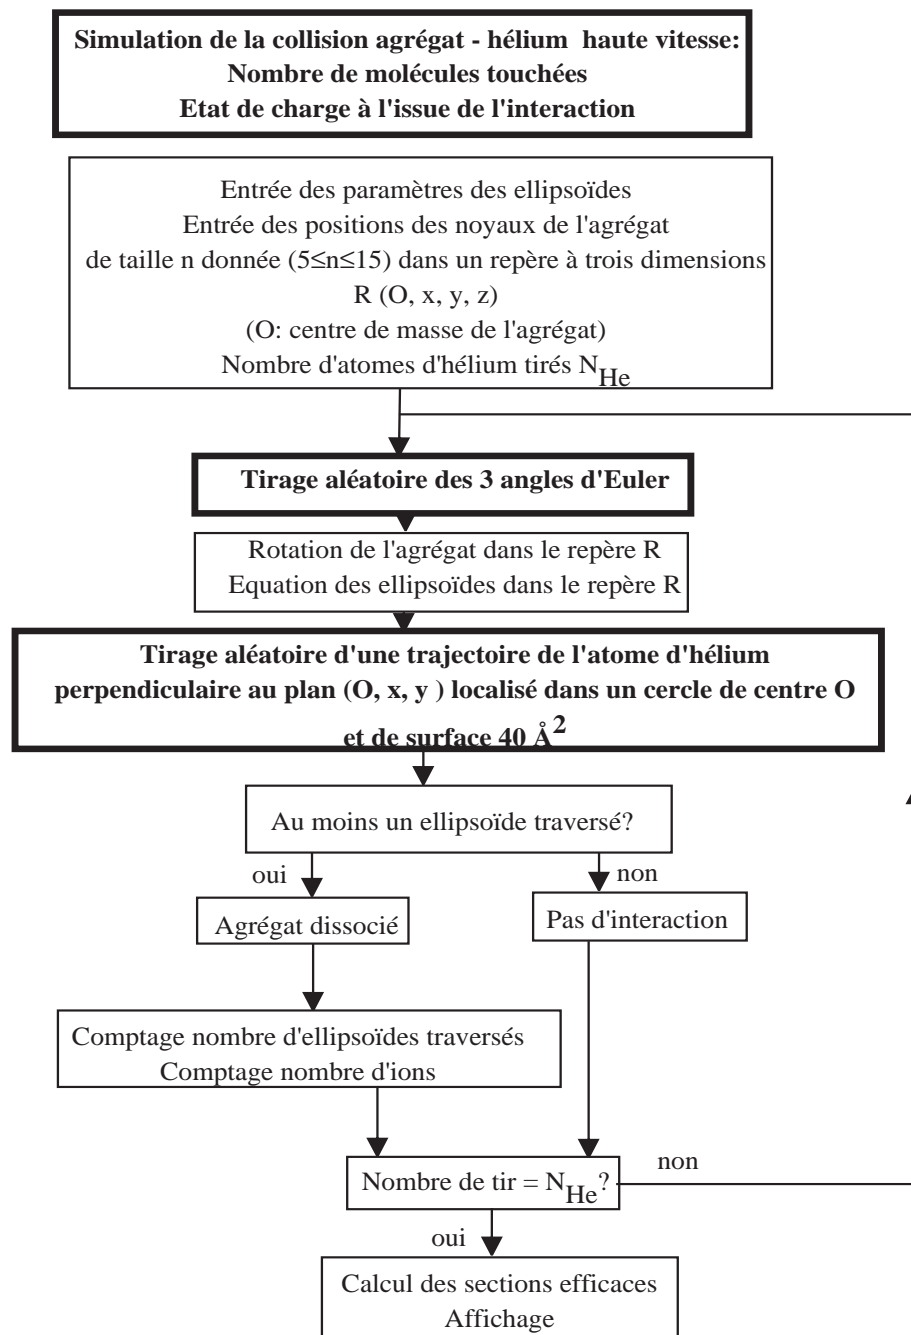 Simulation de la collision agrégat - hélium haute vitesse:
Nombre de molécules touchées
Etat de charge à l'issue de l'interaction
Entrée des paramètres des ellipsoïdes
Entrée des positions des noyaux de l'agrégat
de taille n donnée (5≤n≤15) dans un repère à trois dimensions
R (O, x, y, z)
(O: centre de masse de l'agrégat)
Nombre d'atomes d'hélium tirés N_He
Tirage aléatoire des 3 angles d'Euler
Rotation de l'agrégat dans le repère R
Equation des ellipsoïdes dans le repère R
Tirage aléatoire d'une trajectoire de l'atome d'hélium
perpendiculaire au plan (O, x, y ) localisé dans un cercle de centre O
et de surface 40 Å²
Au moins un ellipsoïde traversé?
oui
non
Agrégat dissocié
Pas d'interaction
Comptage nombre d'ellipsoïdes traversés
Comptage nombre d'ions
Nombre de tir = N_He?
non
oui
Calcul des sections efficaces
Affichage